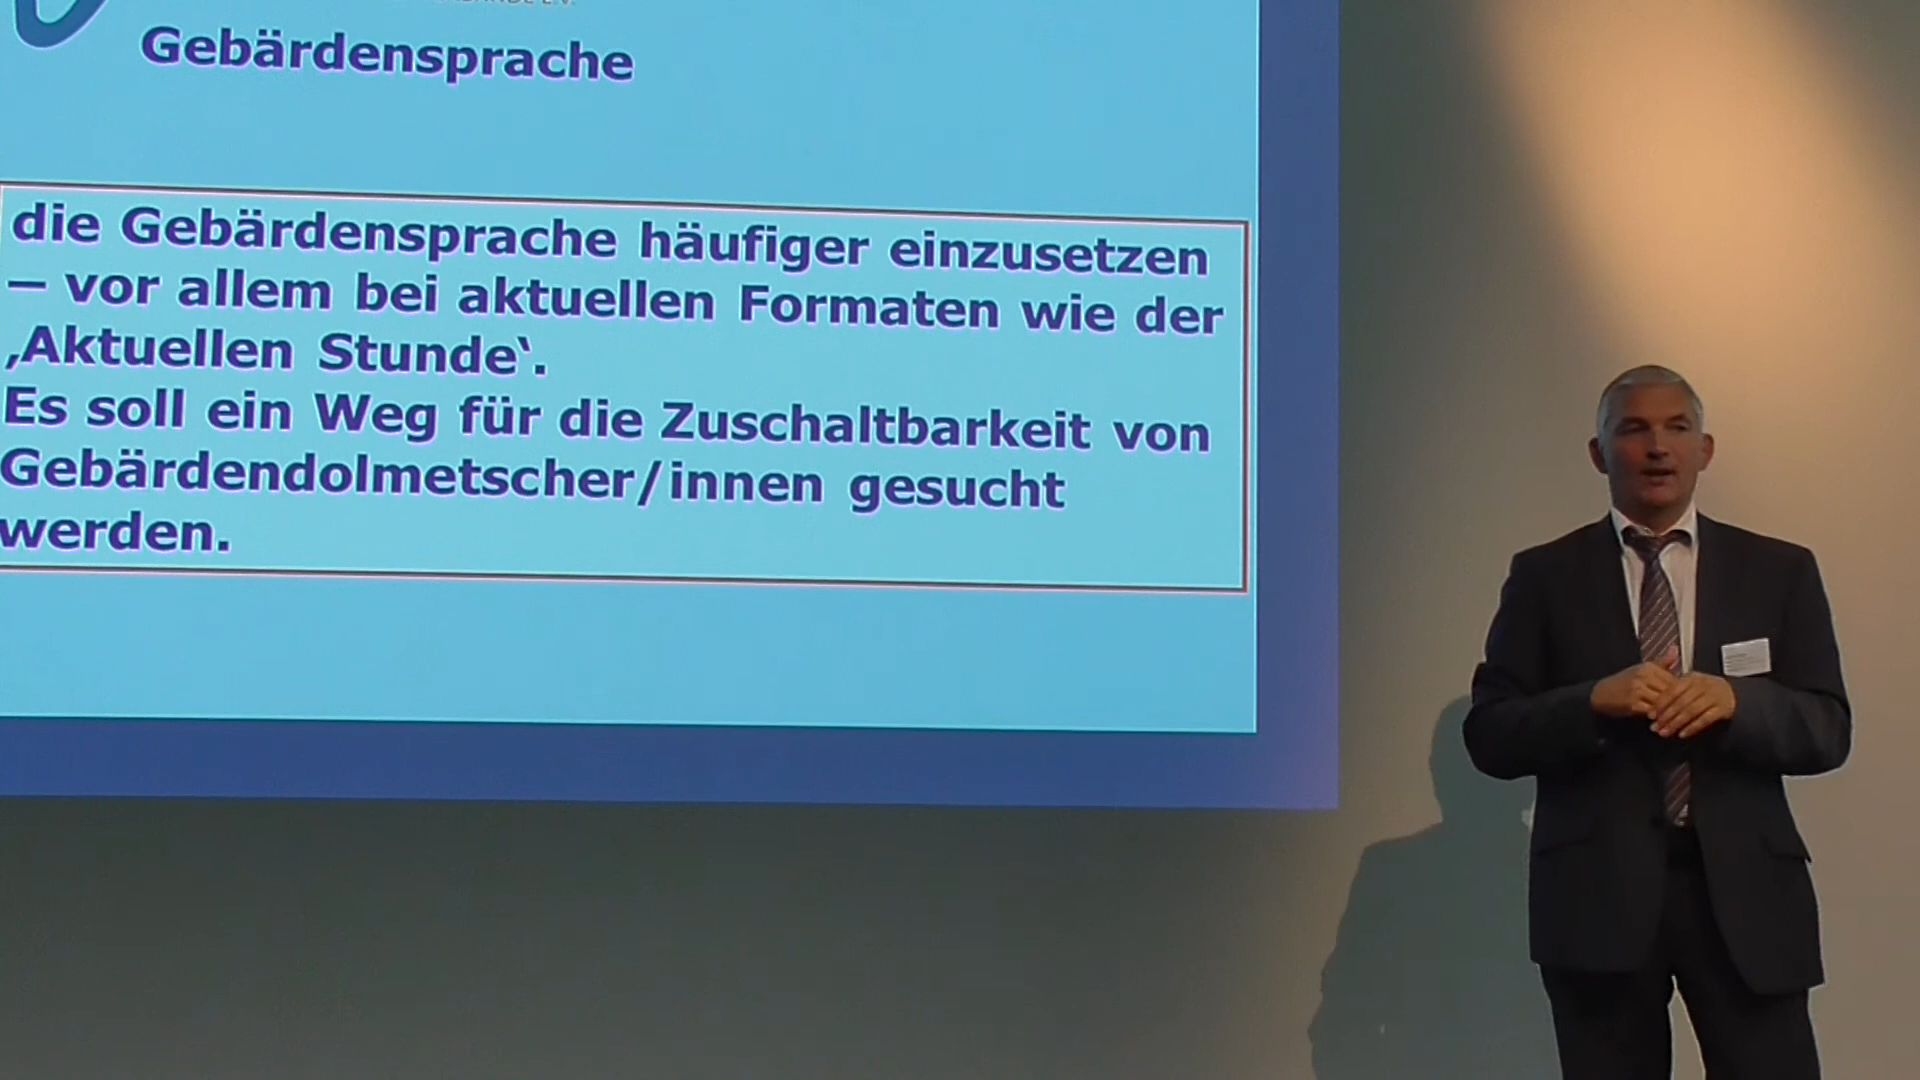 E.V.
Gebärdensprache
die Gebärdensprache häufiger einzusetzen
– vor allem bei aktuellen Formaten wie der
‚Aktuellen Stunde‘.
Es soll ein Weg für die Zuschaltbarkeit von
Gebärdendolmetscher/innen gesucht
werden.